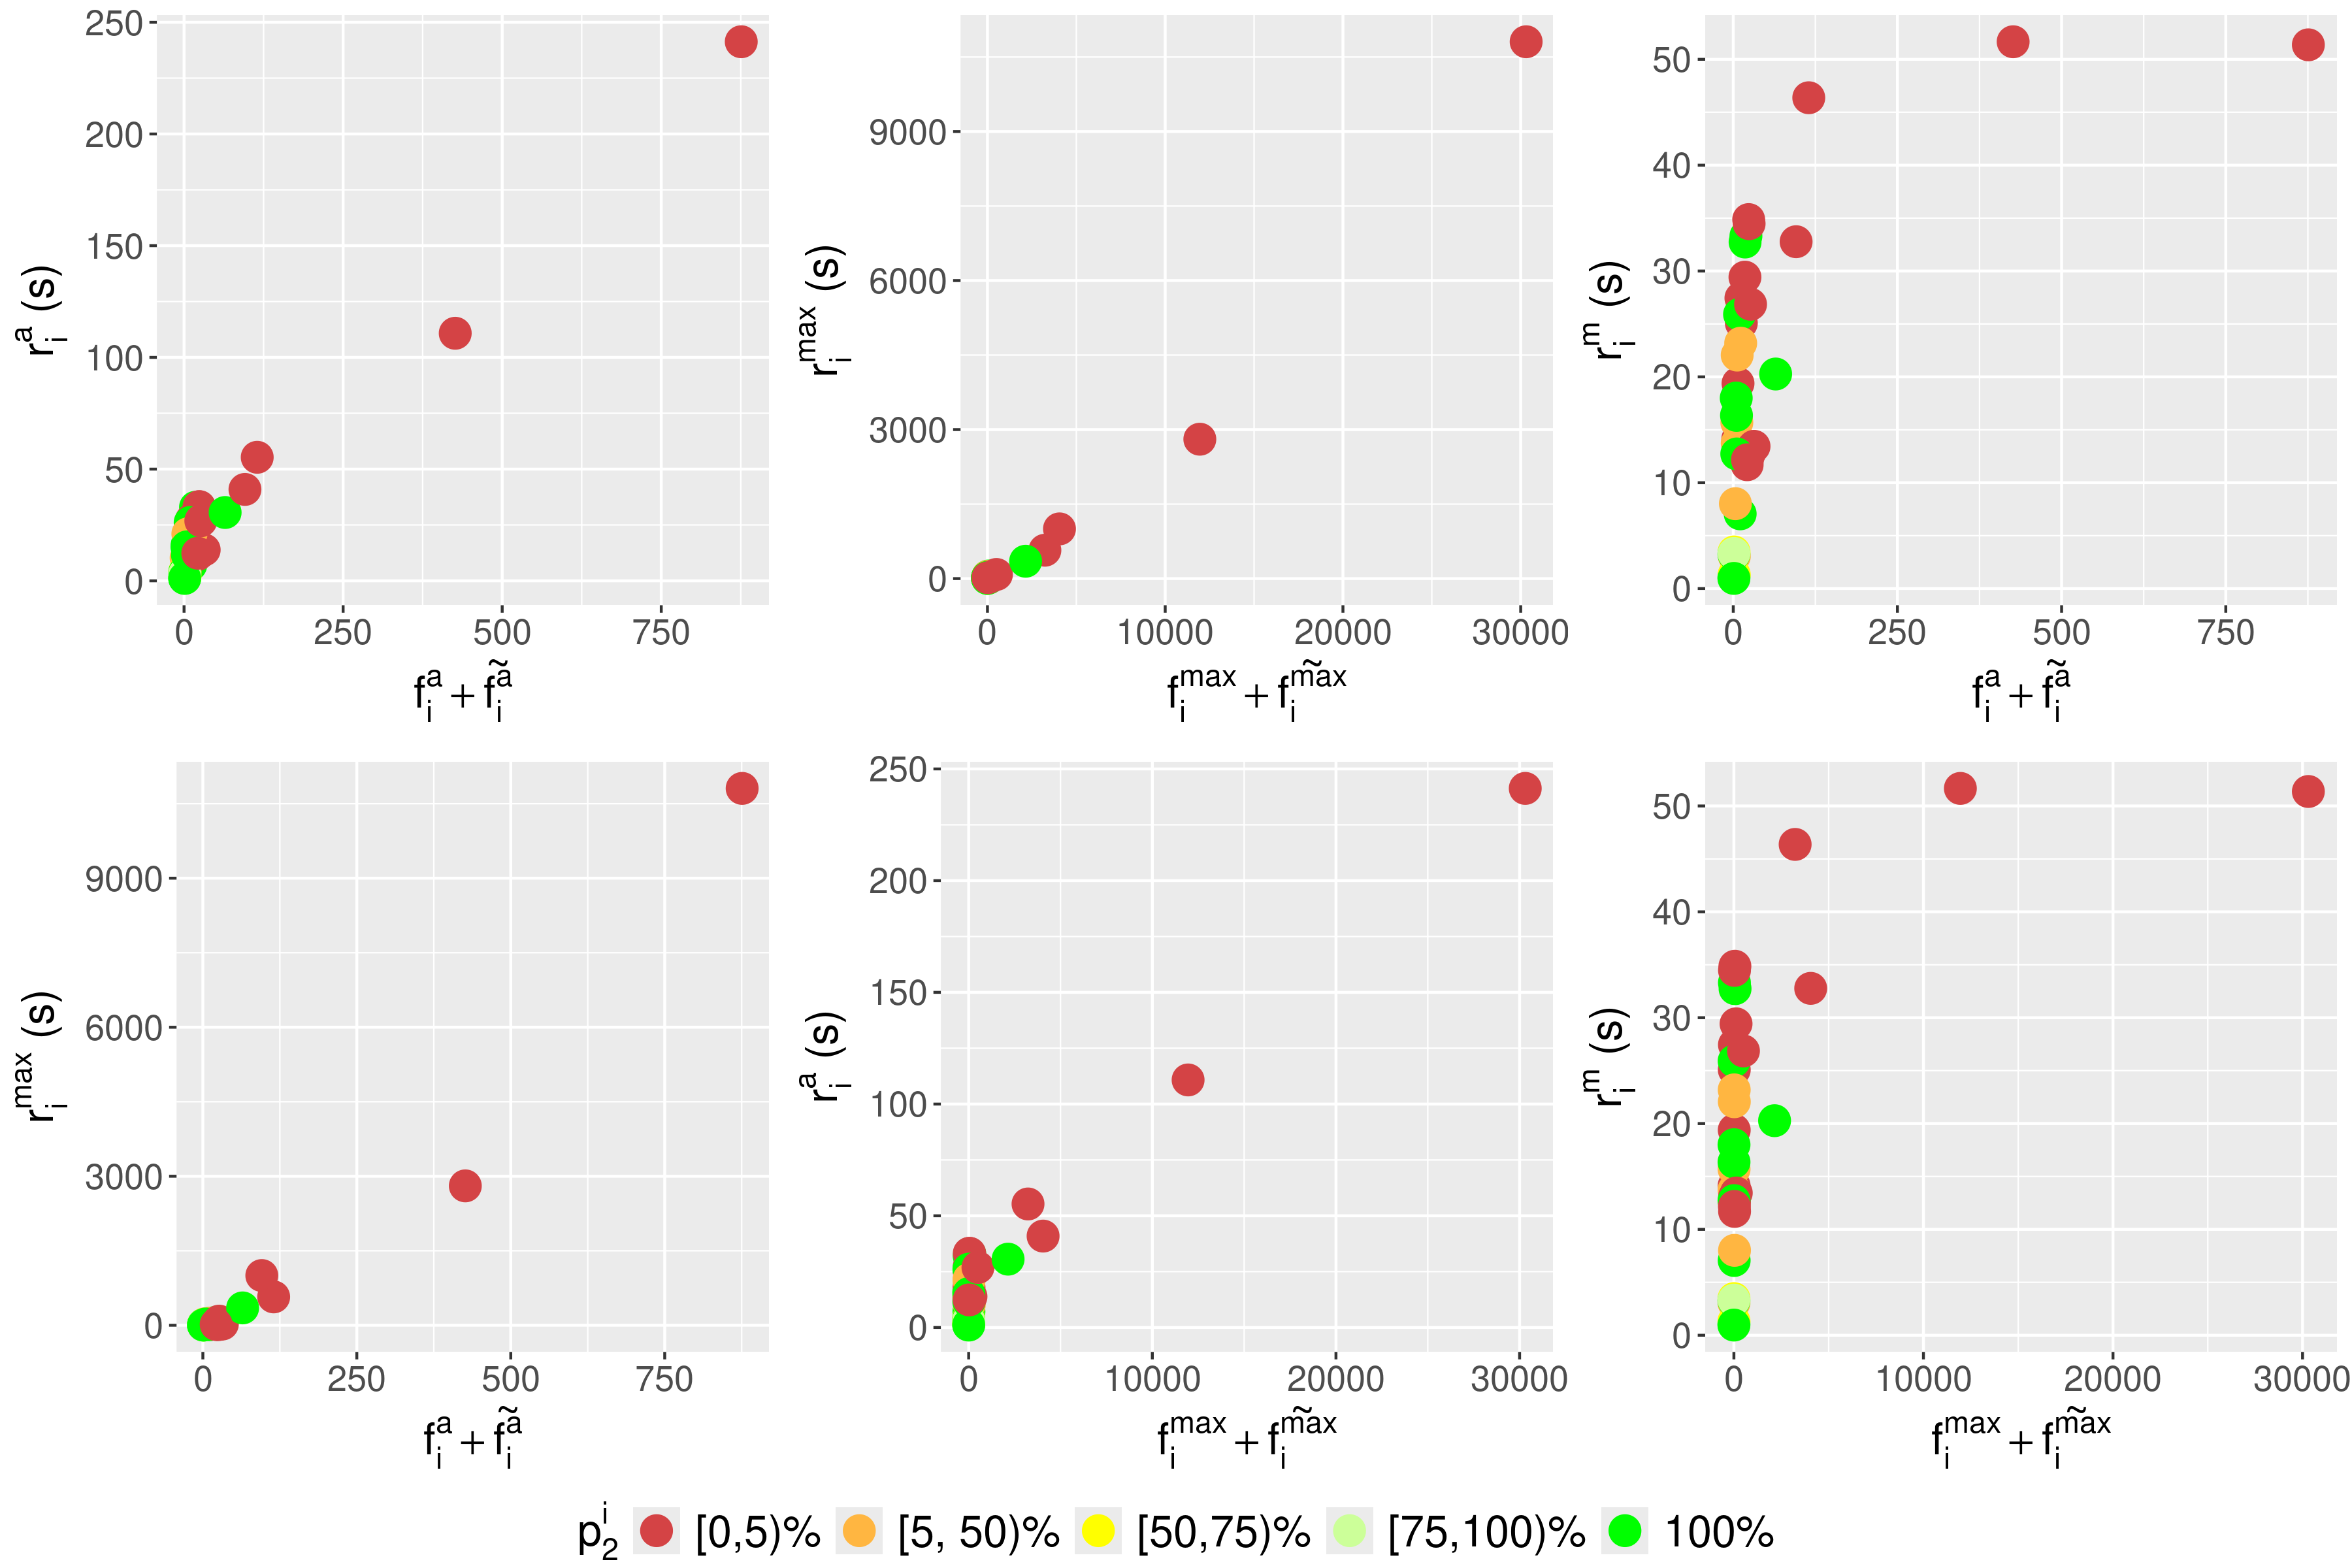 250
200
150
100
50
0
r_i^a (s)
0 250 500 750
f_i^a + f_i^ã
9000
6000
3000
0
r_i^max (s)
0 10000 20000 30000
f_i^max + f_i^m̃ax
50
40
30
20
10
0
r_i^m (s)
0 250 500 750
f_i^a + f_i^ã
9000
6000
3000
0
r_i^max (s)
0 250 500 750
f_i^a + f_i^ã
250
200
150
100
50
0
r_i^a (s)
0 10000 20000 30000
f_i^max + f_i^m̃ax
50
40
30
20
10
0
r_i^m (s)
0 10000 20000 30000
f_i^max + f_i^m̃ax
p_2^i [0,5)% [5, 50)% [50,75)% [75,100)% 100%